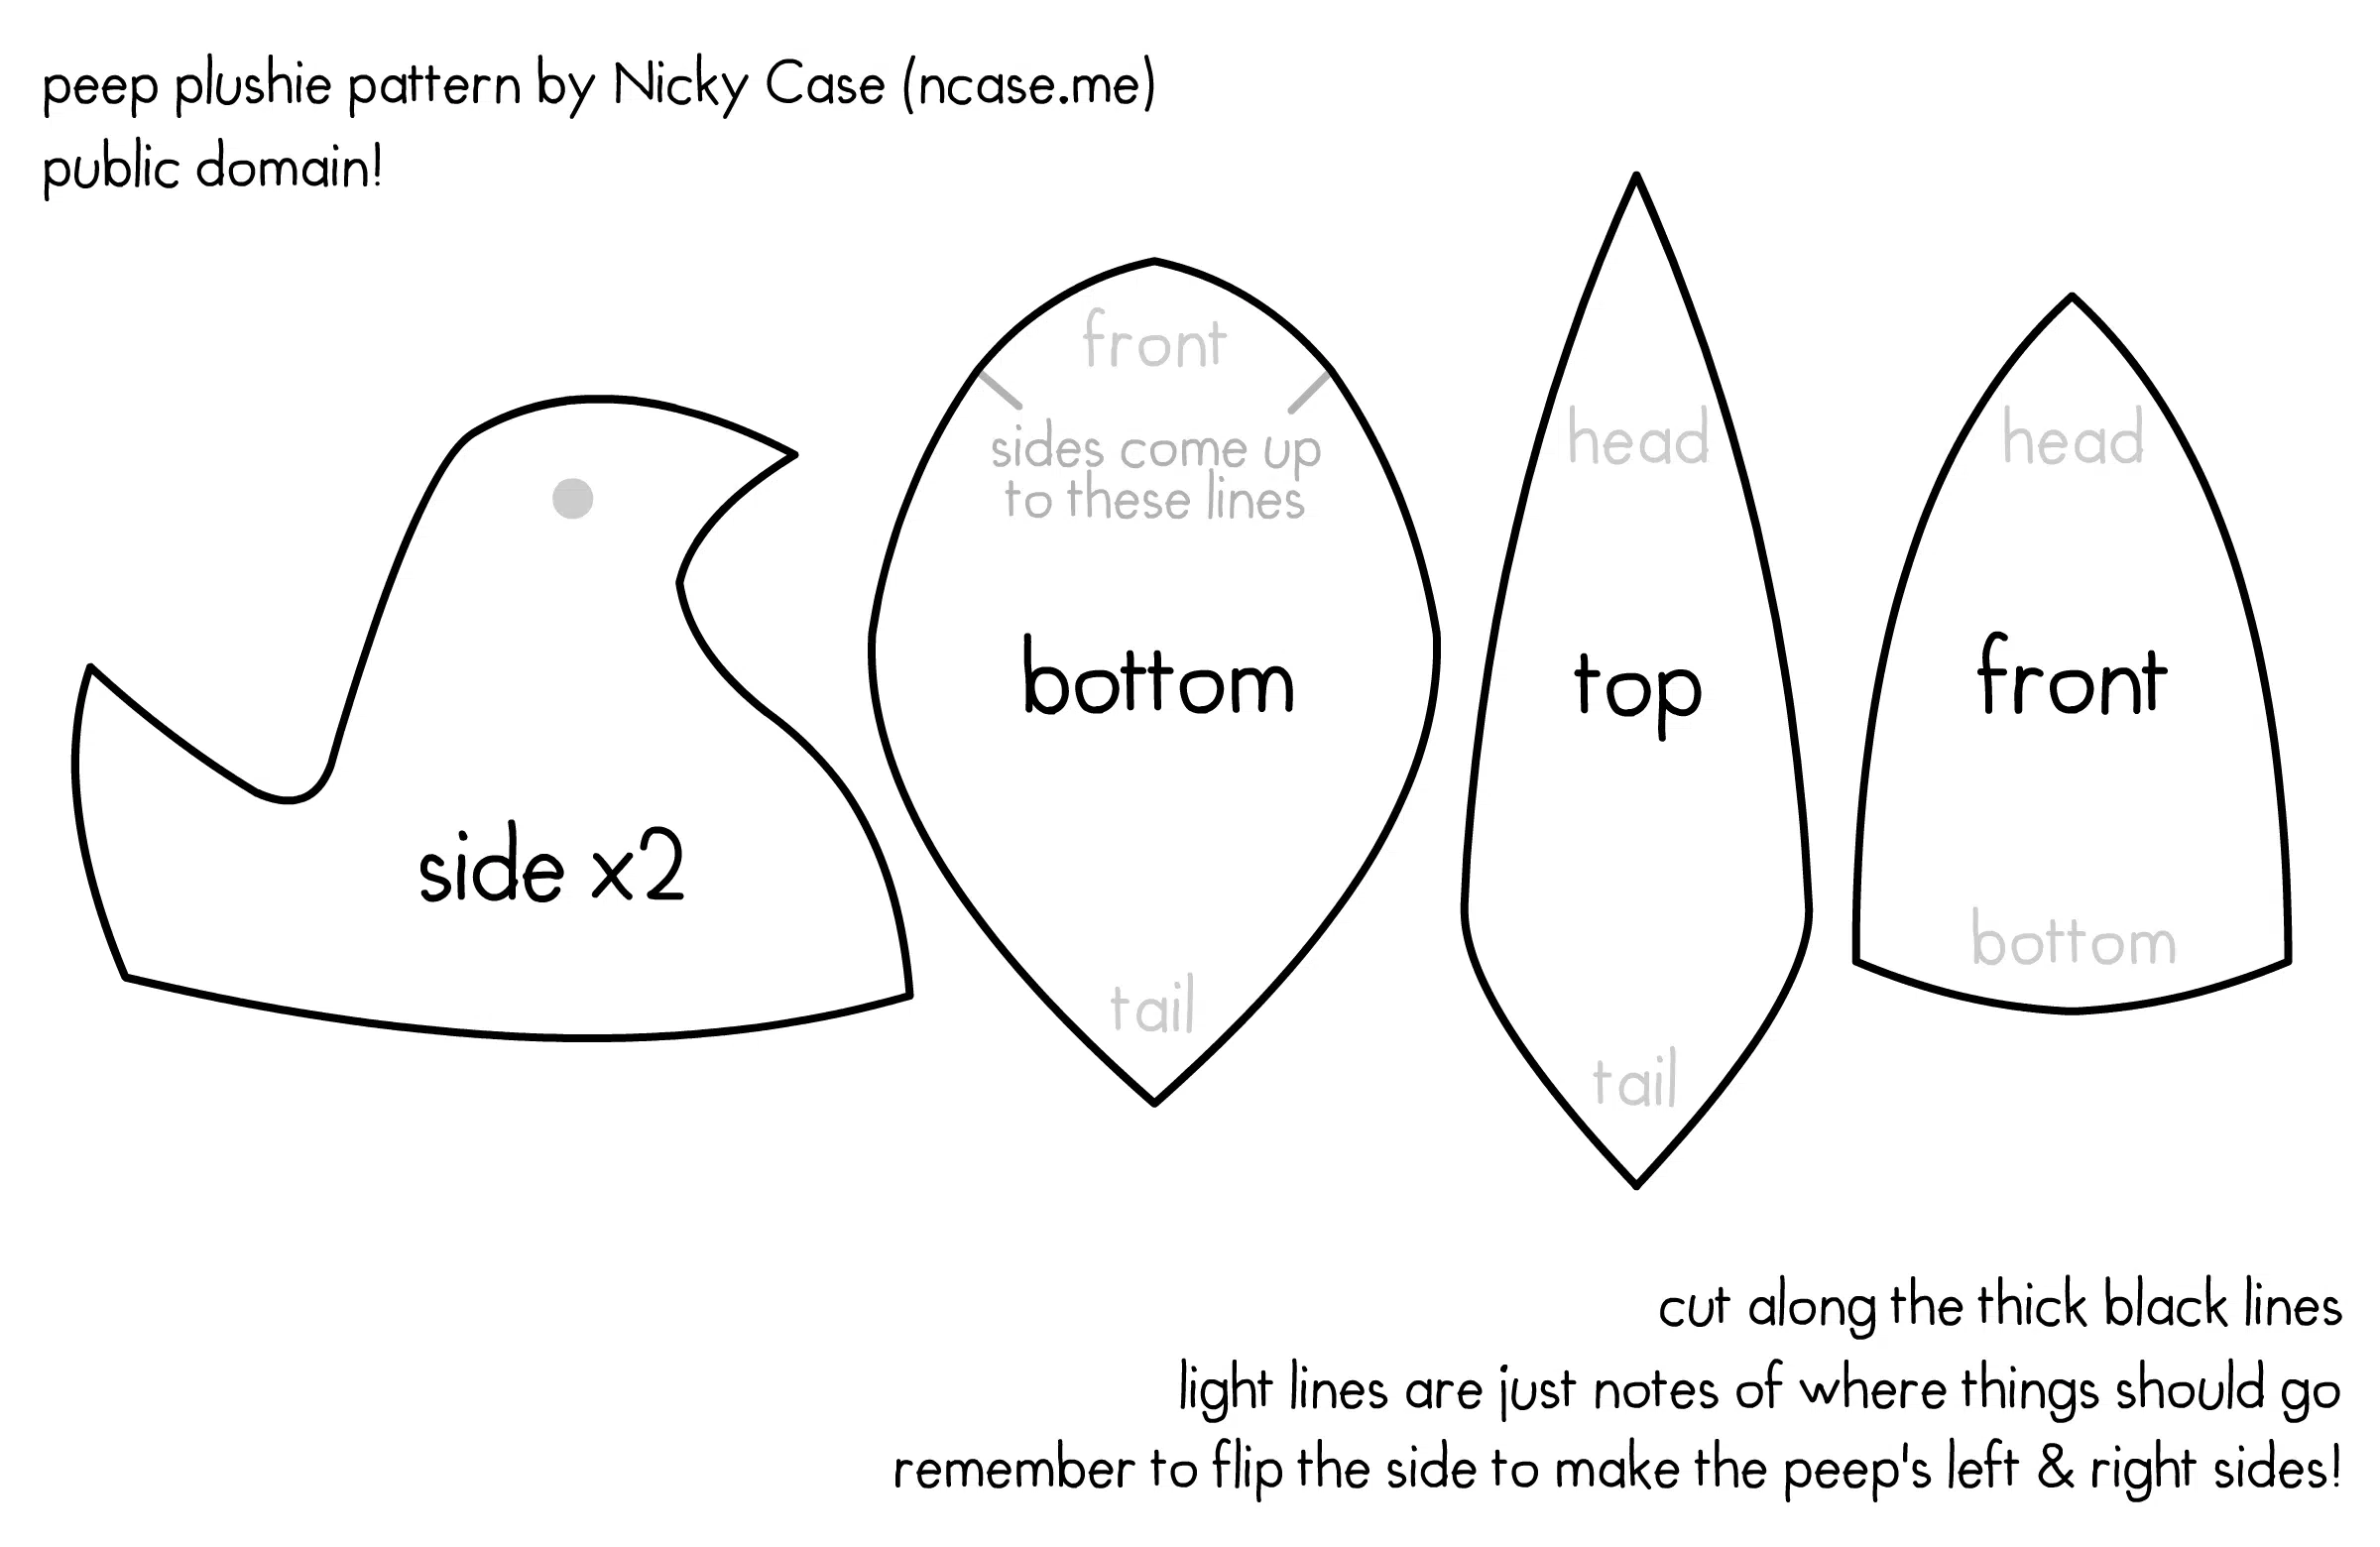 peep plushie pattern by Nicky Case (ncase.me)
public domain!
side x2
front
sides come up
to these lines
bottom
tail
head
top
tail
head
front
bottom
cut along the thick black lines
light lines are just notes of where things should go
remember to flip the side to make the peep's left & right sides!